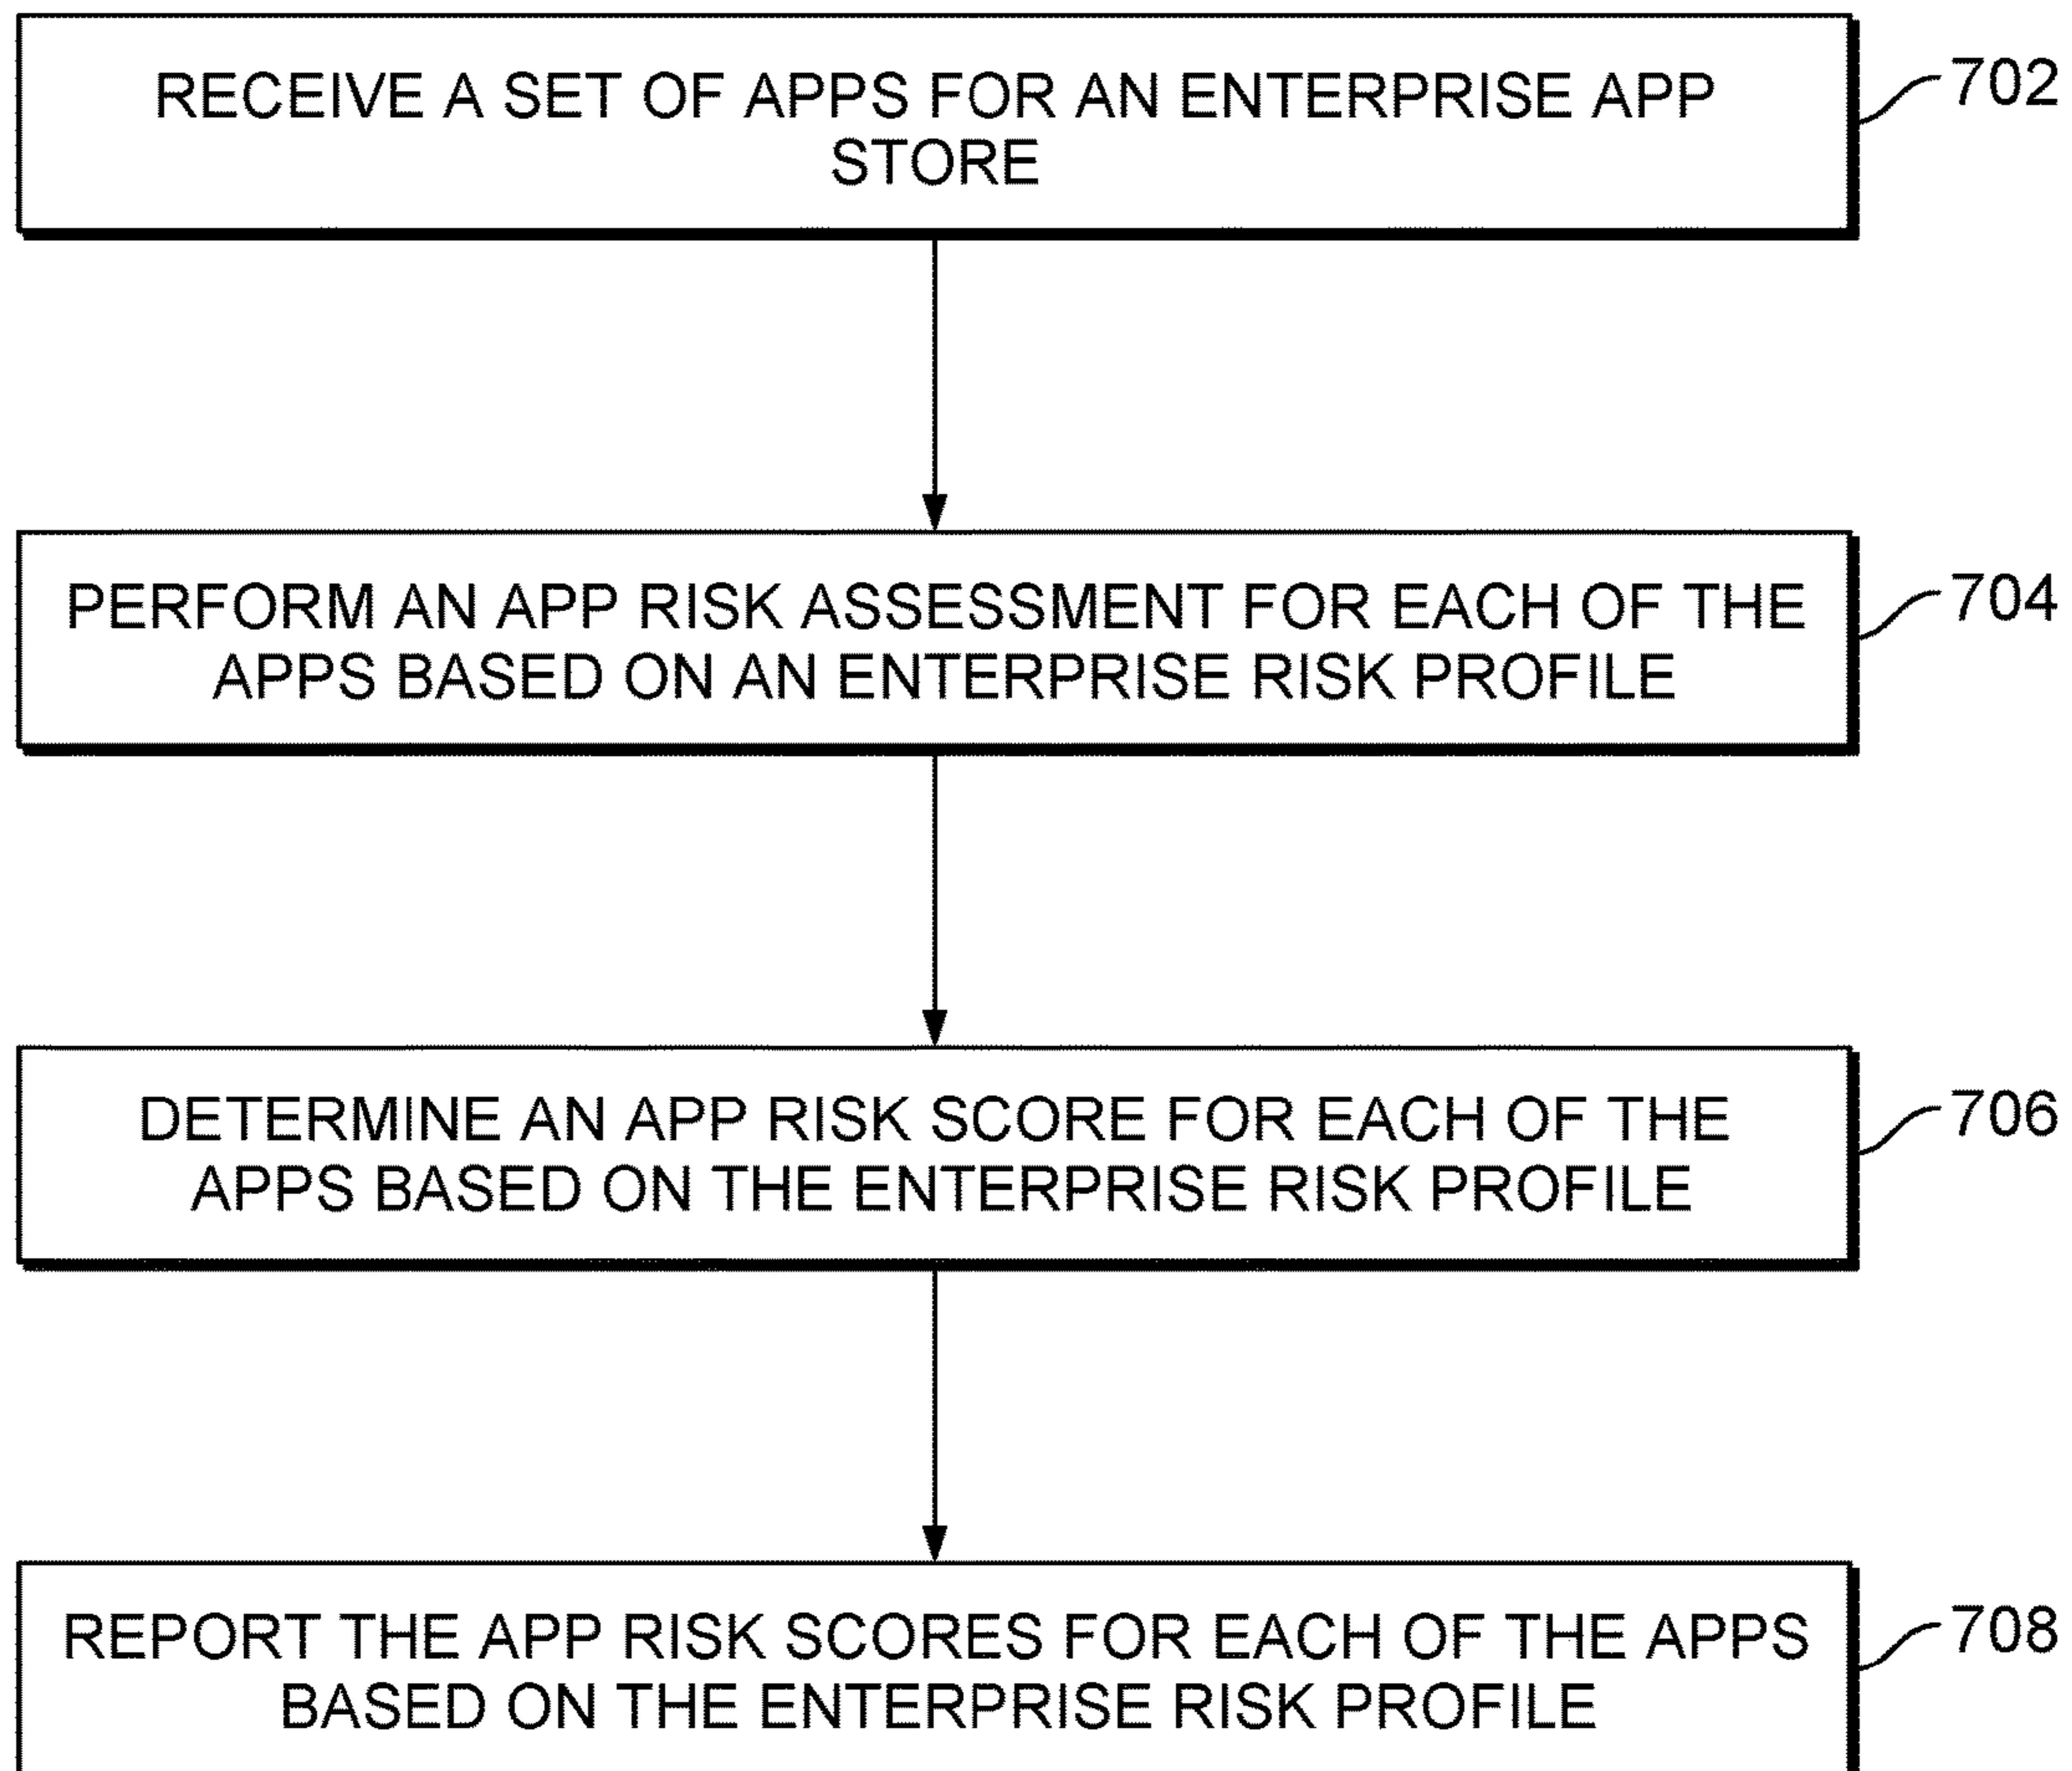 RECEIVE A SET OF APPS FOR AN ENTERPRISE APP
STORE
702
PERFORM AN APP RISK ASSESSMENT FOR EACH OF THE
APPS BASED ON AN ENTERPRISE RISK PROFILE
704
DETERMINE AN APP RISK SCORE FOR EACH OF THE
APPS BASED ON THE ENTERPRISE RISK PROFILE
706
REPORT THE APP RISK SCORES FOR EACH OF THE APPS
BASED ON THE ENTERPRISE RISK PROFILE
708